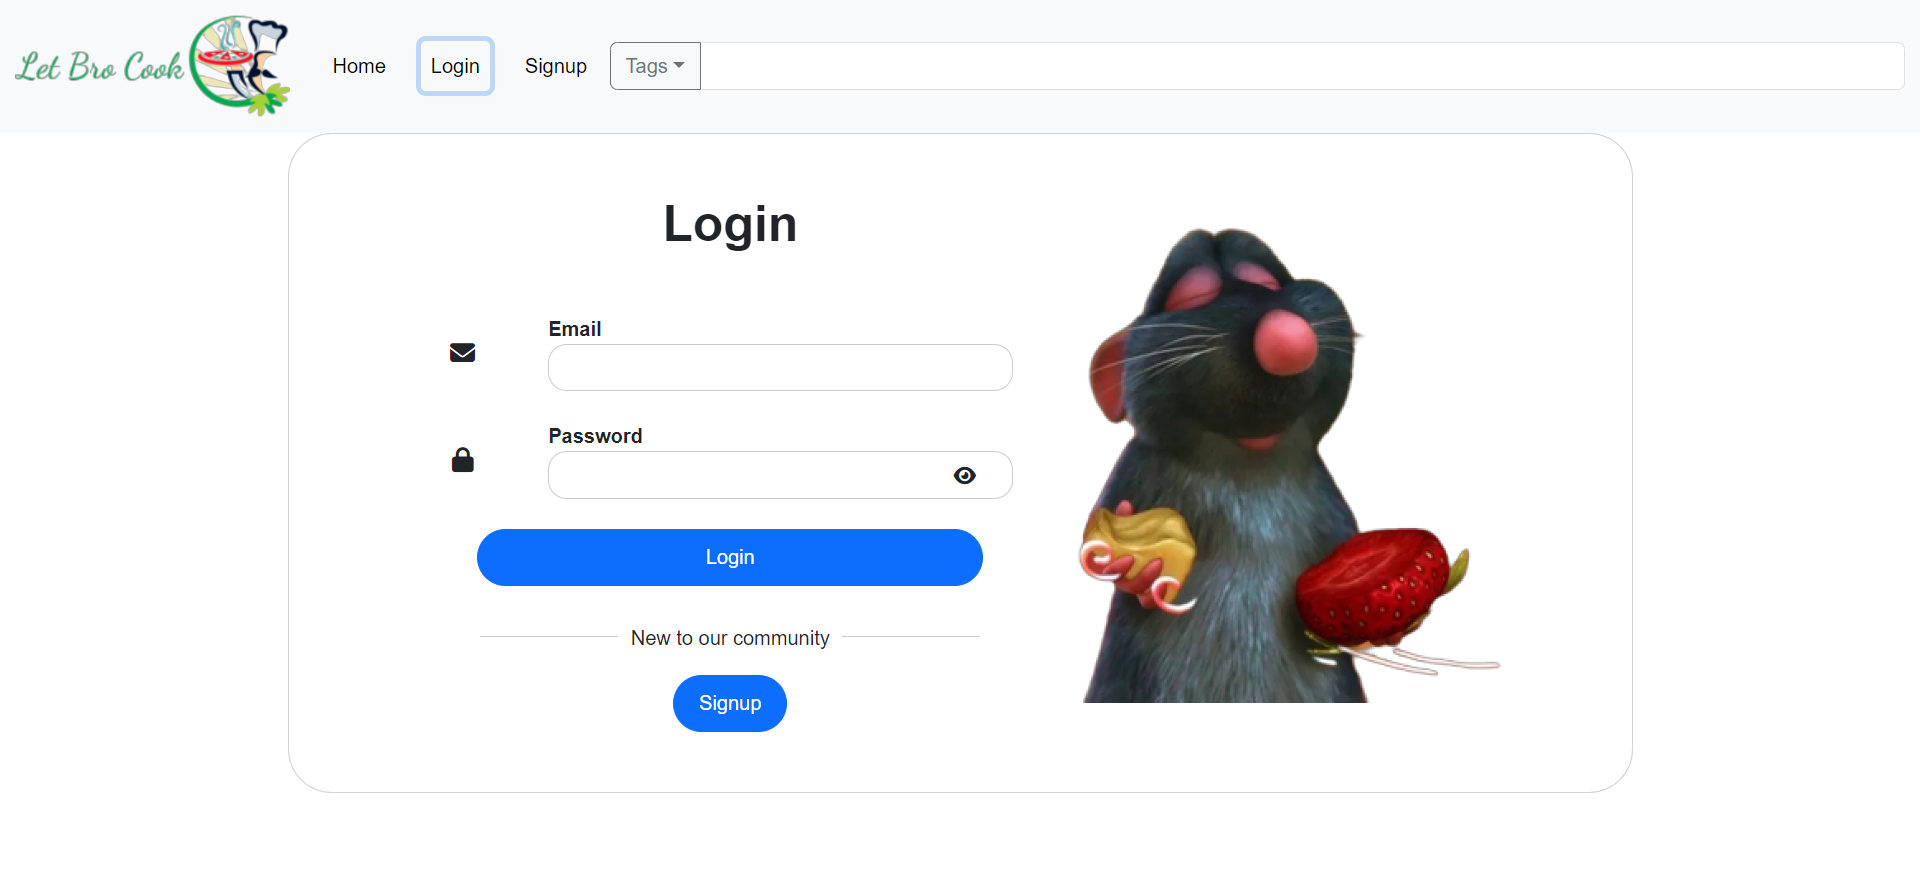 Let Bro Cook
Home
Login
Signup
Tags
Login
Email
Password
Login
New to our community
Signup